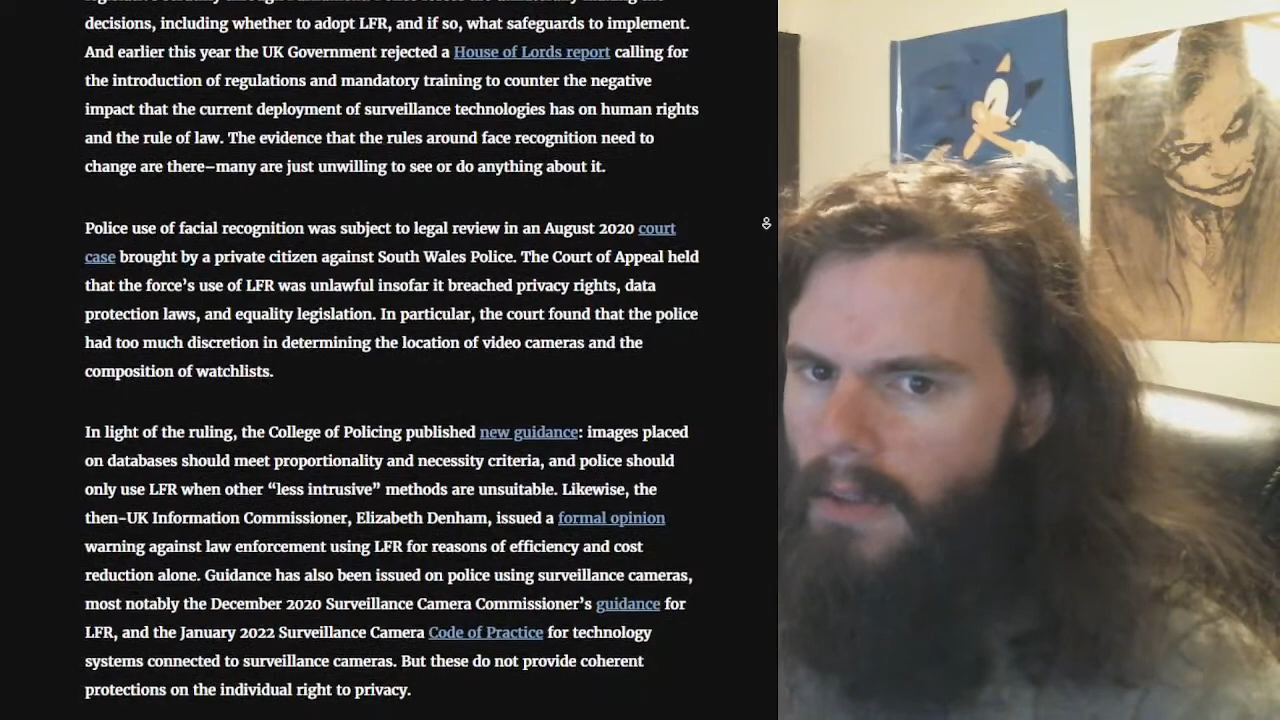 decisions, including whether to adopt LFR, and if so, what safeguards to implement.
And earlier this year the UK Government rejected a House of Lords report calling for
the introduction of regulations and mandatory training to counter the negative
impact that the current deployment of surveillance technologies has on human rights
and the rule of law. The evidence that the rules around face recognition need to
change are there–many are just unwilling to see or do anything about it.
Police use of facial recognition was subject to legal review in an August 2020 court
case brought by a private citizen against South Wales Police. The Court of Appeal held
that the force’s use of LFR was unlawful insofar it breached privacy rights, data
protection laws, and equality legislation. In particular, the court found that the police
had too much discretion in determining the location of video cameras and the
composition of watchlists.
In light of the ruling, the College of Policing published new guidance: images placed
on databases should meet proportionality and necessity criteria, and police should
only use LFR when other “less intrusive” methods are unsuitable. Likewise, the
then-UK Information Commissioner, Elizabeth Denham, issued a formal opinion
warning against law enforcement using LFR for reasons of efficiency and cost
reduction alone. Guidance has also been issued on police using surveillance cameras,
most notably the December 2020 Surveillance Camera Commissioner’s guidance for
LFR, and the January 2022 Surveillance Camera Code of Practice for technology
systems connected to surveillance cameras. But these do not provide coherent
protections on the individual right to privacy.